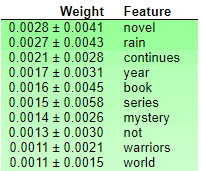 Weight Feature
0.0028 ± 0.0041 novel
0.0027 ± 0.0043 rain
0.0021 ± 0.0028 continues
0.0017 ± 0.0031 year
0.0016 ± 0.0045 book
0.0015 ± 0.0058 series
0.0014 ± 0.0026 mystery
0.0013 ± 0.0030 not
0.0011 ± 0.0021 warriors
0.0011 ± 0.0015 world